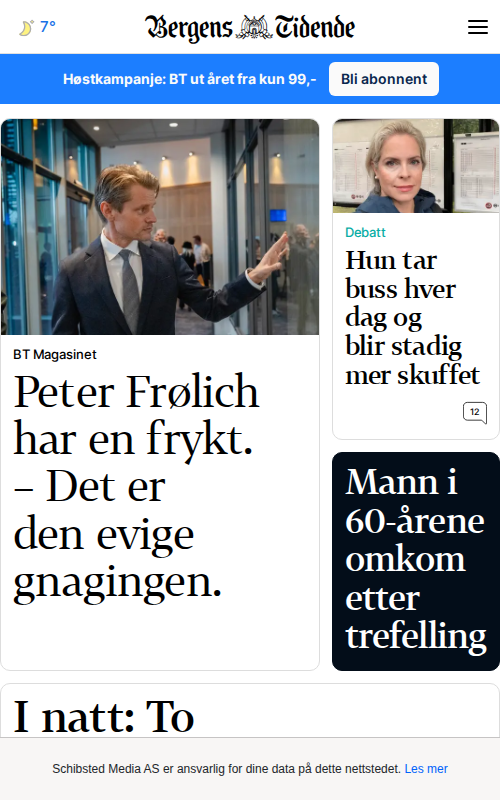 7°
Bergens Tidende
Høstkampanje: BT ut året fra kun 99,-
Bli abonnent
BT Magasinet
Peter Frølich
har en frykt.
– Det er
den evige
gnagingen.
Debatt
Hun tar
buss hver
dag og
blir stadig
mer skuffet
12
Mann i
60-årene
omkom
etter
trefelling
I natt: To
Schibsted Media AS er ansvarlig for dine data på dette nettstedet. Les mer